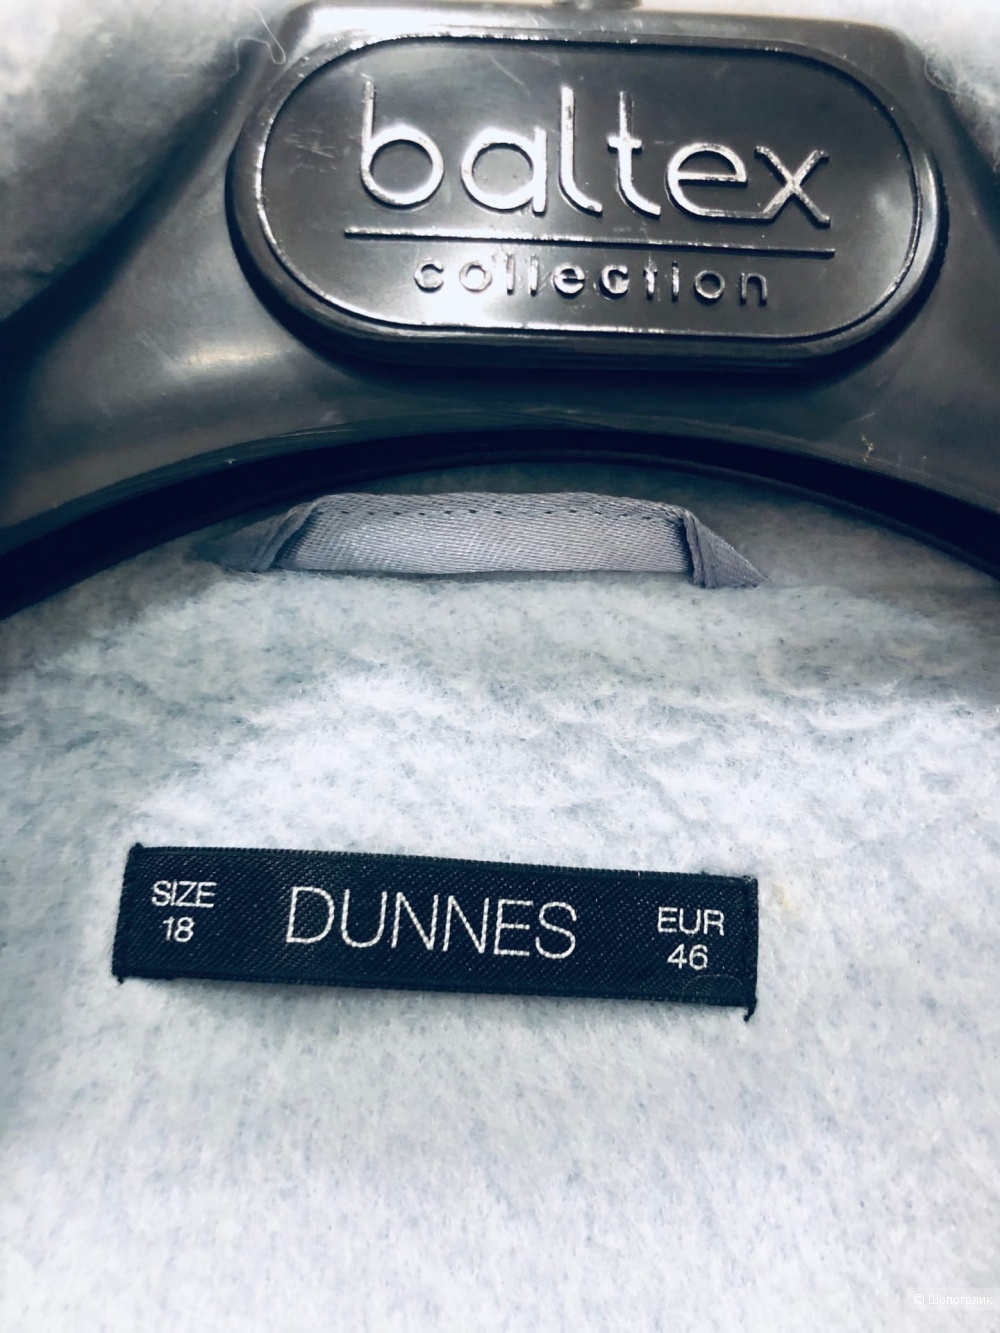 baltex
collection
SIZE
18
DUNNES
EUR
46
© Шопоголик